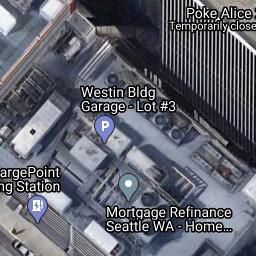 Poke Alice
Temporarily close
Westin Bldg
Garage - Lot #3
P
argePoint
ng Station
Mortgage Refinance
Seattle WA - Home...